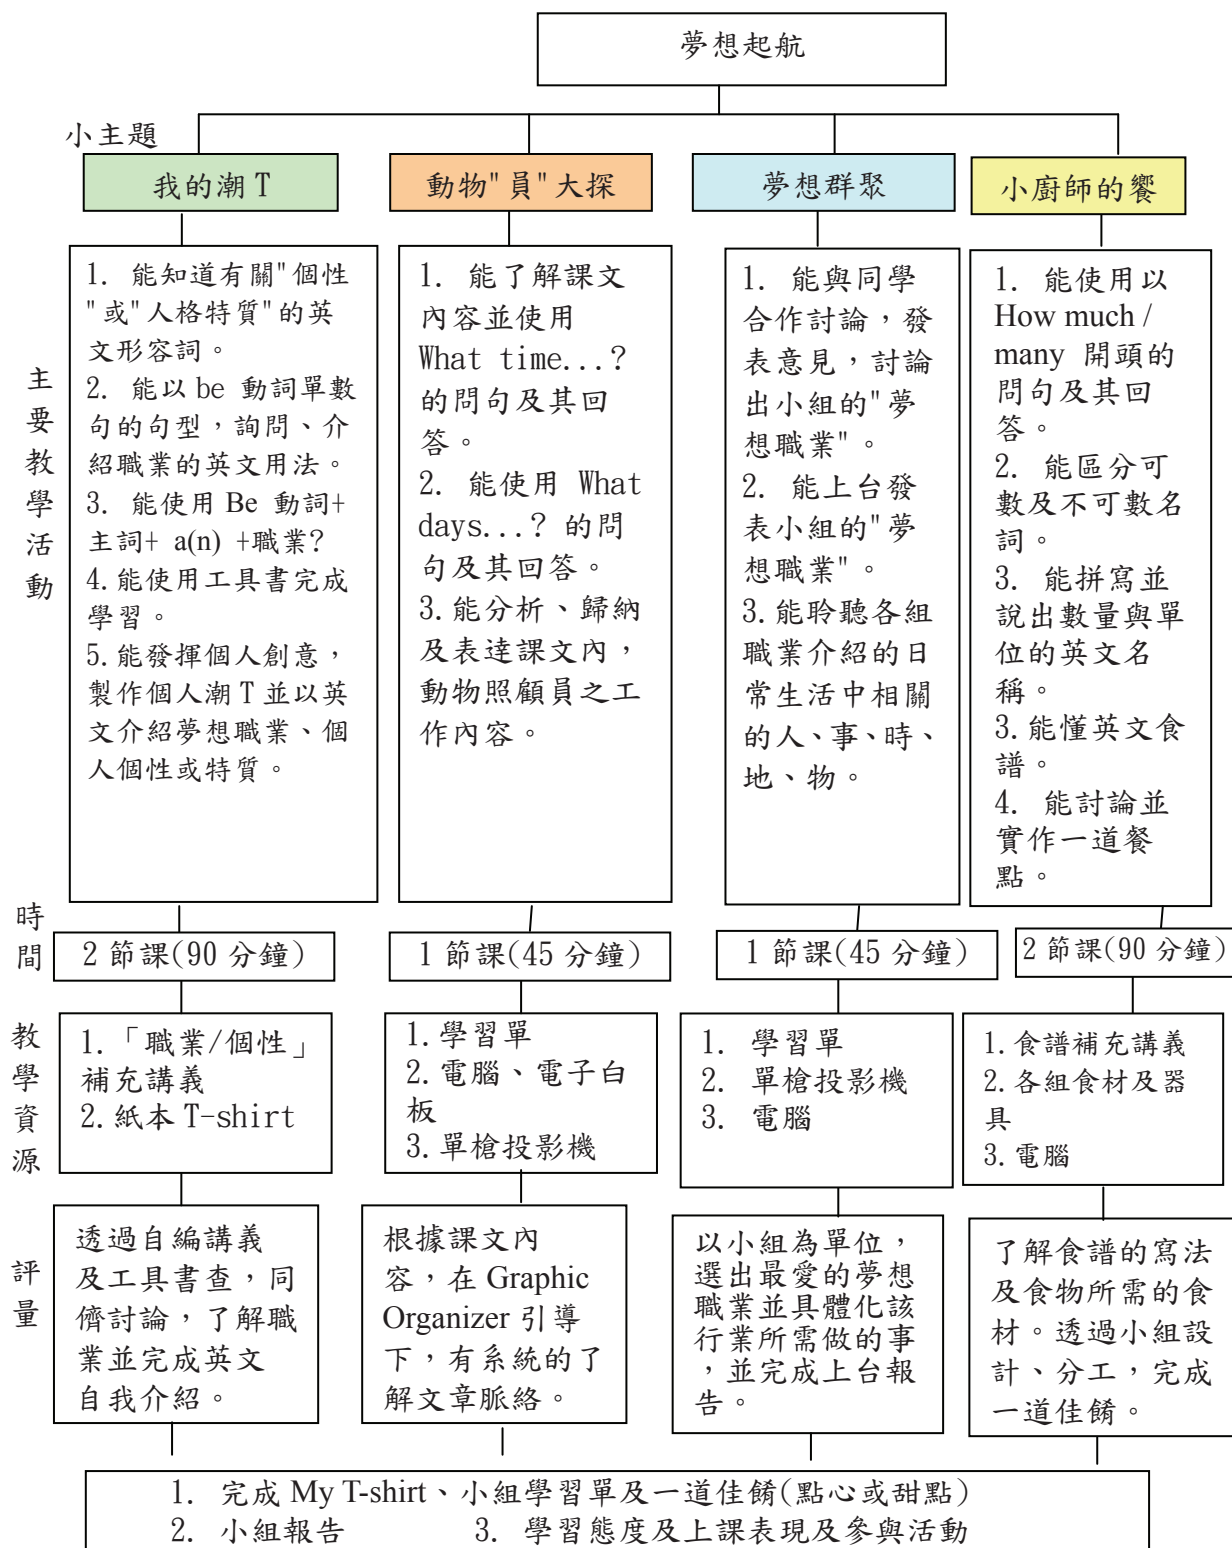 夢想起航
小主題
我的潮T
動物"員"大探
夢想群聚
小廚師的饗
主要教學活動
1. 能知道有關"個性
"或"人格特質"的英
文形容詞。
2. 能以 be 動詞單數
句的句型，詢問、介
紹職業的英文用法。
3. 能使用 Be 動詞+
主詞+ a(n) +職業?
4.能使用工具書完成
學習。
5.能發揮個人創意，
製作個人潮T並以英
文介紹夢想職業、個
人個性或特質。
1. 能了解課文
內容並使用
What time...?
的問句及其回
答。
2. 能使用 What
days...? 的問
句及其回答。
3.能分析、歸納
及表達課文內，
動物照顧員之工
作內容。
1. 能與同學
合作討論，發
表意見，討論
出小組的"夢
想職業"。
2. 能上台發
表小組的"夢
想職業"。
3.能聆聽各組
職業介紹的日
常生活中相關
的人、事、時、
地、物。
1. 能使用以
How much /
many 開頭的
問句及其回
答。
2. 能區分可
數及不可數名
詞。
3. 能拼寫並
說出數量與單
位的英文名
稱。
3.能懂英文食
譜。
4. 能討論並
實作一道餐
點。
時間
2 節課(90 分鐘)
1 節課(45 分鐘)
1 節課(45 分鐘)
2 節課(90 分鐘)
教學資源
1.「職業/個性」
補充講義
2.紙本 T-shirt
1.學習單
2.電腦、電子白
板
3.單槍投影機
1. 學習單
2. 單槍投影機
3. 電腦
1.食譜補充講義
2.各組食材及器
具
3.電腦
評量
透過自編講義
及工具書查，同
儕討論，了解職
業並完成英文
自我介紹。
根據課文內
容，在 Graphic
Organizer 引導
下，有系統的了
解文章脈絡。
以小組為單位，
選出最愛的夢想
職業並具體化該
行業所需做的事
，並完成上台報
告。
了解食譜的寫法
及食物所需的食
材。透過小組設
計、分工，完成
一道佳餚。
1. 完成 My T-shirt、小組學習單及一道佳餚(點心或甜點)
2. 小組報告 3. 學習態度及上課表現及參與活動